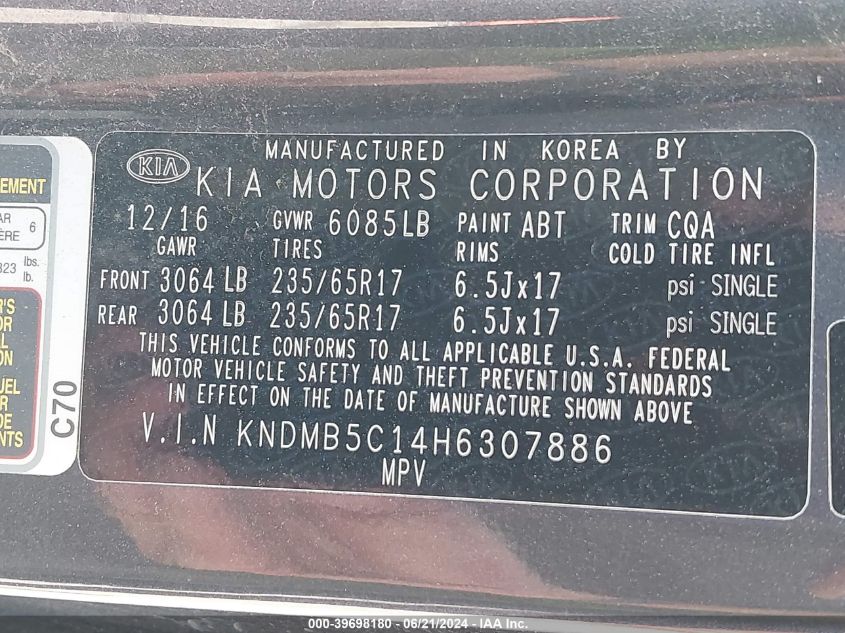 MANUFACTURED IN KOREA BY
KIA KIA MOTORS CORPORATION
12/16 GVWR 6085LB PAINT ABT TRIM CQA
GAWR TIRES RIMS COLD TIRE INFL
FRONT 3064 LB 235/65R17 6.5Jx17 psi SINGLE
REAR 3064 LB 235/65R17 6.5Jx17 psi SINGLE
THIS VEHICLE CONFORMS TO ALL APPLICABLE U.S.A. FEDERAL
MOTOR VEHICLE SAFETY AND THEFT PREVENTION STANDARDS
IN EFFECT ON THE DATE OF MANUFACTURE SHOWN ABOVE
V.I.N KNDMB5C14H6307886
MPV
6
lbs.
lb.
C70
000-39698180 - 06/21/2024 - IAA Inc.